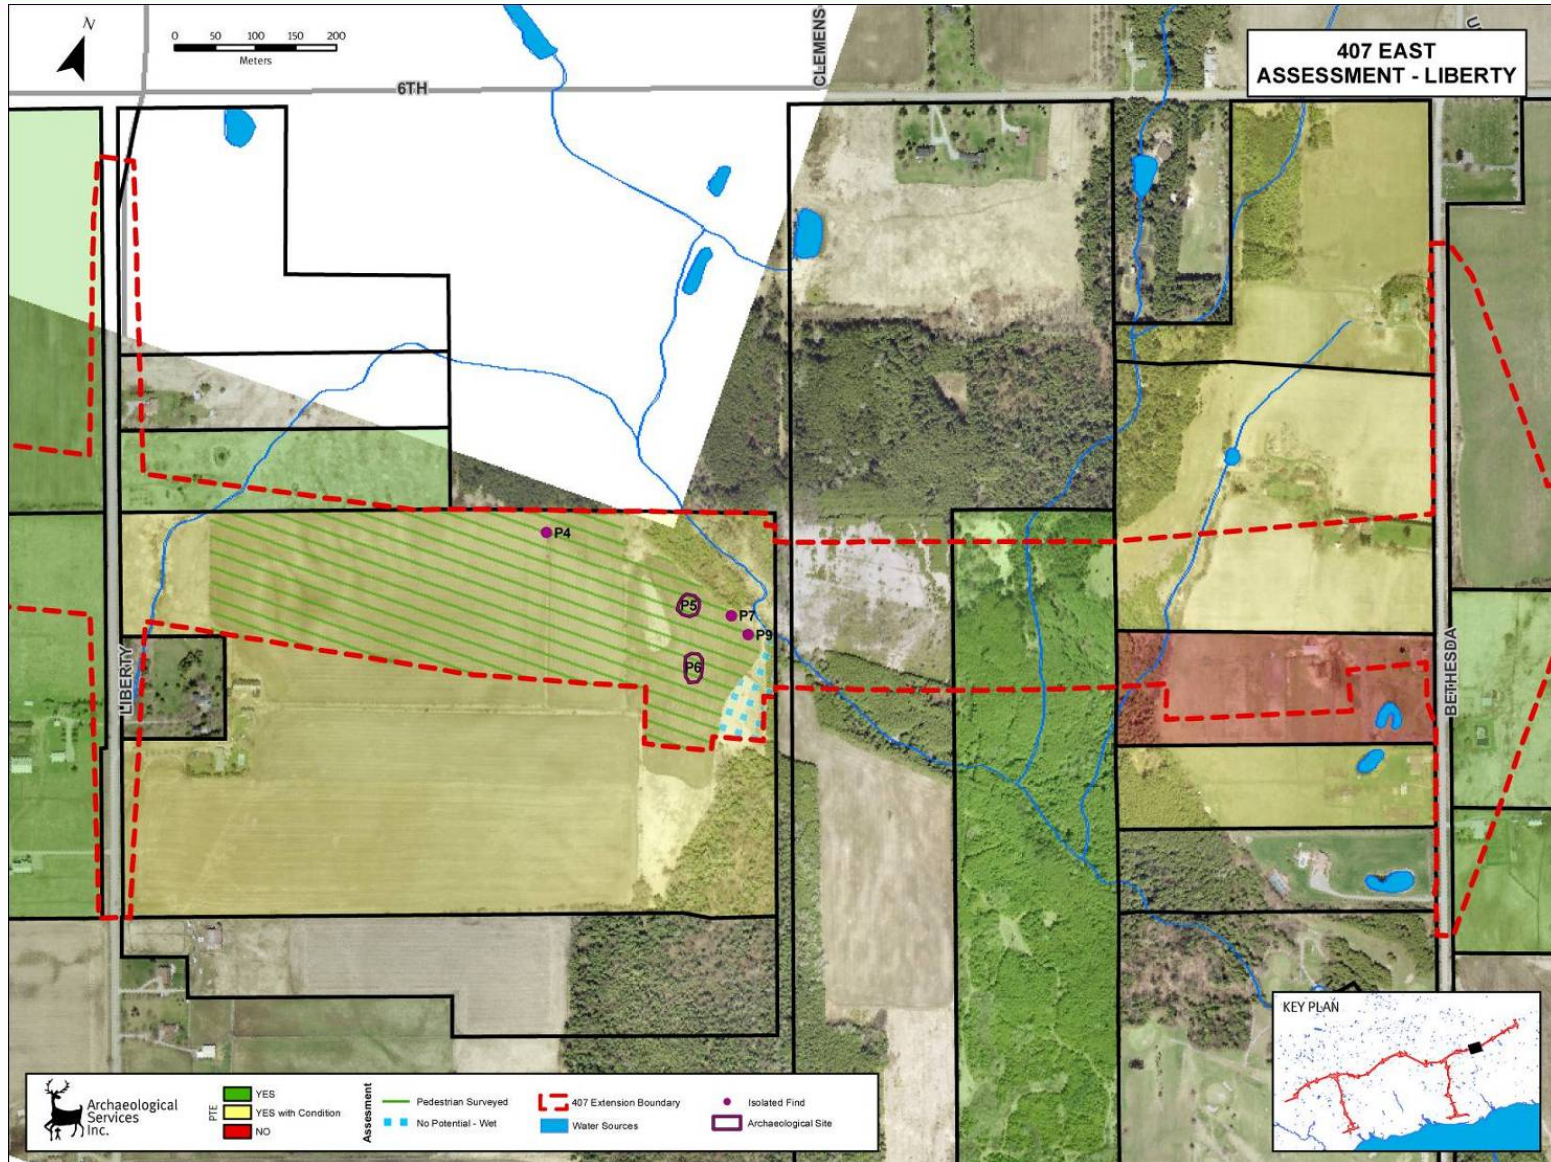 N
0 50 100 150 200
Meters
6TH
CLEMENS
407 EAST
ASSESSMENT - LIBERTY
P4
P5
P7
P9
P6
LIBERTY
BETHESDA
KEY PLAN
Archaeological
Services
Inc.
PTE
YES
YES with Condition
NO
Assesment
Pedestrian Surveyed
No Potential - Wet
407 Extension Boundary
Water Sources
Isolated Find
Archaeological Site